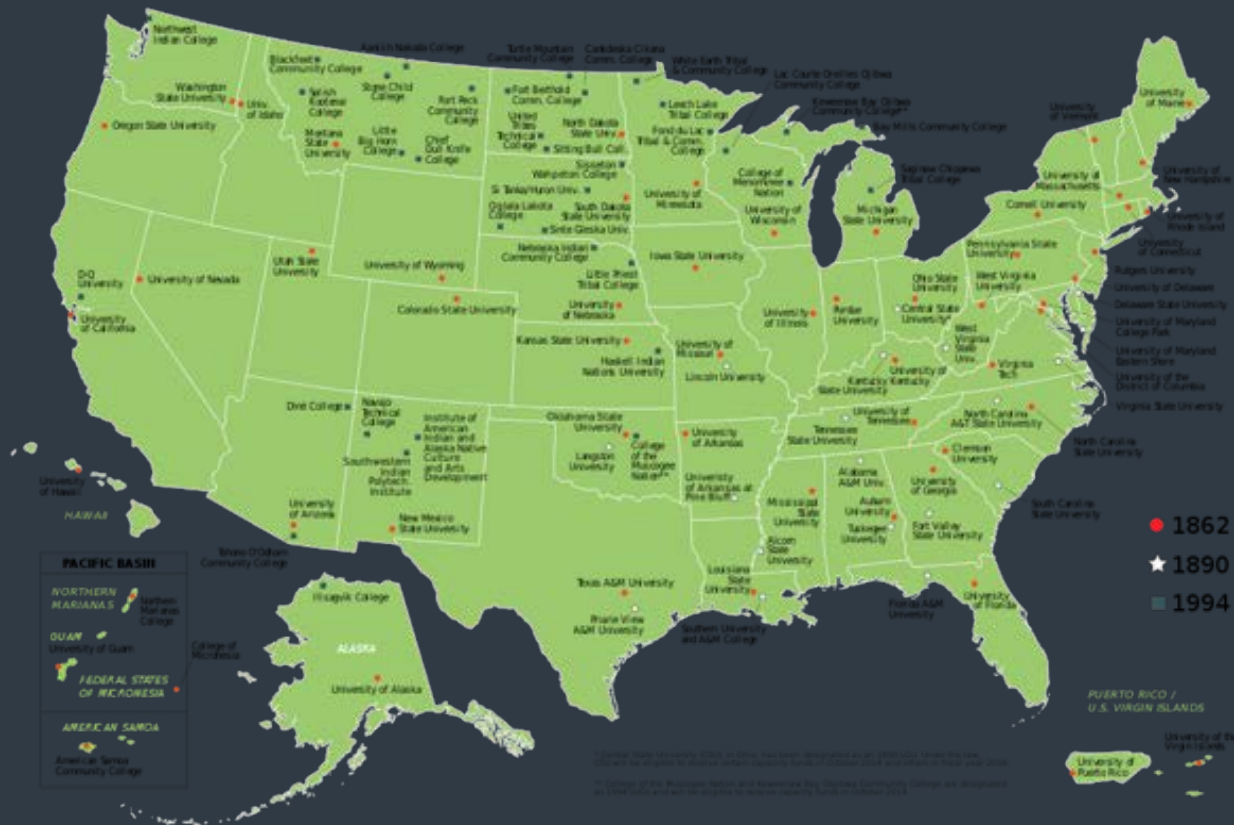 Northwest
Indian College
Washington
State University
Univ.
of Idaho
Oregon State University
Blackfeet
Community College
Salish
Kootenai
College
Stone Child
College
Aaniiih Nakoda College
Fort Peck
Community
College
Montana
State
University
Little
Big Horn
College
Chief
Dull Knife
College
Turtle Mountain
Community College
Cankdeska Cikana
Comm. College
Fort Berthold
Comm. College
United
Tribes
Technical
College
North Dakota
State Univ.
Sitting Bull Coll.
Sisseton
Wahpeton College
Si Tanka/Huron Univ.
Oglala Lakota
College
South Dakota
State University
Sinte Gleska Univ.
White Earth Tribal
& Community College
Leech Lake
Tribal College
Fond du Lac
Tribal & Comm.
College
Lac Courte Oreilles Ojibwa
Community College
Keweenaw Bay Ojibwa
Community College**
Bay Mills Community College
Saginaw Chippewa
Tribal College
College of
Menominee
Nation
University of
Minnesota
University of
Wisconsin
Michigan
State University
University
of Vermont
University
of Maine
University of
New Hampshire
University of
Massachusetts
Cornell University
University of
Rhode Island
University
of Connecticut
Pennsylvania State
University
Rutgers University
University of Delaware
Delaware State University
University of Maryland
College Park
University of Maryland
Eastern Shore
University of the
District of Columbia
Virginia State University
D-Q
University
University
of California
University of Nevada
Utah State
University
University of Wyoming
Colorado State University
Nebraska Indian
Community College
Little Priest
Tribal College
University
of Nebraska
Iowa State University
Kansas State University
Haskell Indian
Nations University
University of
Missouri
Lincoln University
University
of Illinois
Purdue
University
Ohio State
University
Central State
University*
West Virginia
University
West
Virginia
State
Univ.
Virginia
Tech
Kentucky
State University
University of
Kentucky
University of
Tennessee
Tennessee
State University
North Carolina
A&T State University
North Carolina
State University
Clemson
University
South Carolina
State University
University
of Georgia
Fort Valley
State University
Alabama
A&M Univ.
Auburn
University
Tuskegee
University
Mississippi
State
University
Alcorn
State
University
University
of Arkansas
University
of Arkansas at
Pine Bluff
Oklahoma State
University
Langston
University
College
of the
Muscogee
Nation**
Diné College
Navajo
Technical
College
Institute of
American
Indian and
Alaska Native
Culture
and Arts
Development
Southwestern
Indian
Polytech.
Institute
University
of Arizona
Tohono O'Odham
Community College
New Mexico
State University
Texas A&M University
Prairie View
A&M University
Louisiana
State
University
Southern University
and A&M College
Florida A&M
University
University
of Florida
University
of Hawaii
HAWAII
PACIFIC BASIN
NORTHERN
MARIANAS
Northern
Marianas
College
GUAM
University of Guam
College of
Micronesia
FEDERAL STATES
OF MICRONESIA
AMERICAN SAMOA
American Samoa
Community College
Ilisagvik College
ALASKA
University of Alaska
1862
1890
1994
PUERTO RICO /
U.S. VIRGIN ISLANDS
University of
Puerto Rico
University of the
Virgin Islands